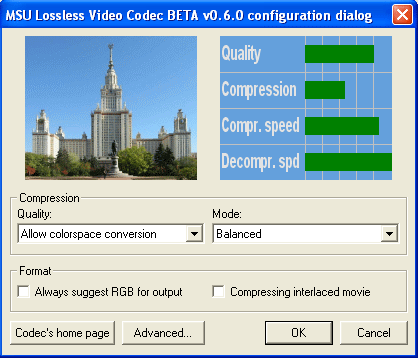 MSU Lossless Video Codec BETA v0.6.0 configuration dialog
Quality
Compression
Compr. speed
Decompr. spd
Compression
Quality:
Mode:
Allow colorspace conversion
Balanced
Format
Always suggest RGB for output
Compressing interlaced movie
Codec's home page
Advanced...
OK
Cancel